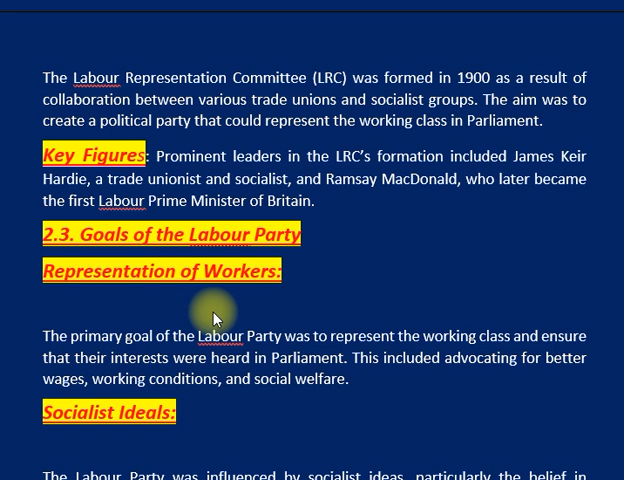 The Labour Representation Committee (LRC) was formed in 1900 as a result of
collaboration between various trade unions and socialist groups. The aim was to
create a political party that could represent the working class in Parliament.
Key Figures: Prominent leaders in the LRC’s formation included James Keir
Hardie, a trade unionist and socialist, and Ramsay MacDonald, who later became
the first Labour Prime Minister of Britain.
2.3. Goals of the Labour Party
Representation of Workers:
The primary goal of the Labour Party was to represent the working class and ensure
that their interests were heard in Parliament. This included advocating for better
wages, working conditions, and social welfare.
Socialist Ideals:
The Labour Party was influenced by socialist ideas, particularly the belief in